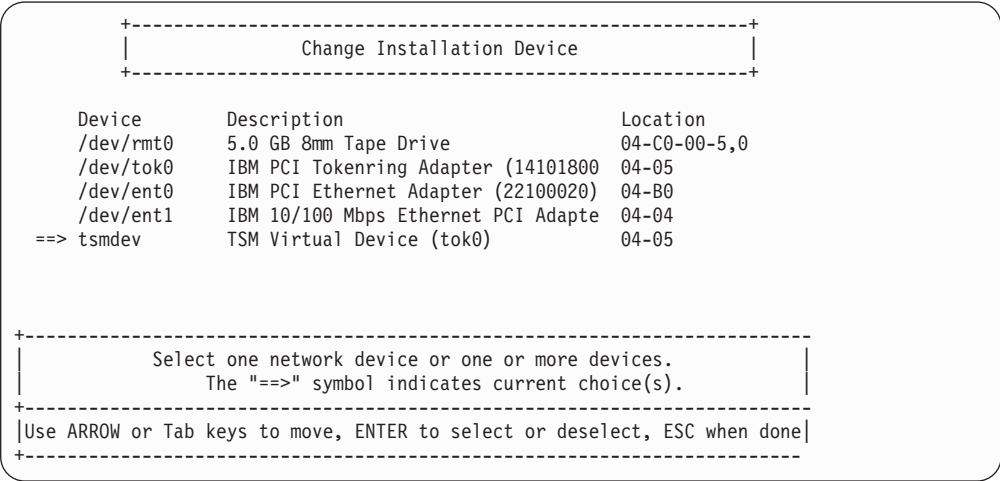 +----------------------------------------------------------+
| Change Installation Device |
+----------------------------------------------------------+
Device Description Location
/dev/rmt0 5.0 GB 8mm Tape Drive 04-C0-00-5,0
/dev/tok0 IBM PCI Tokenring Adapter (14101800 04-05
/dev/ent0 IBM PCI Ethernet Adapter (22100020) 04-B0
/dev/ent1 IBM 10/100 Mbps Ethernet PCI Adapte 04-04
==> tsmdev TSM Virtual Device (tok0) 04-05
+--------------------------------------------------------------------------
| Select one network device or one or more devices. |
| The "==>" symbol indicates current choice(s). |
+--------------------------------------------------------------------------
|Use ARROW or Tab keys to move, ENTER to select or deselect, ESC when done|
+-------------------------------------------------------------------------